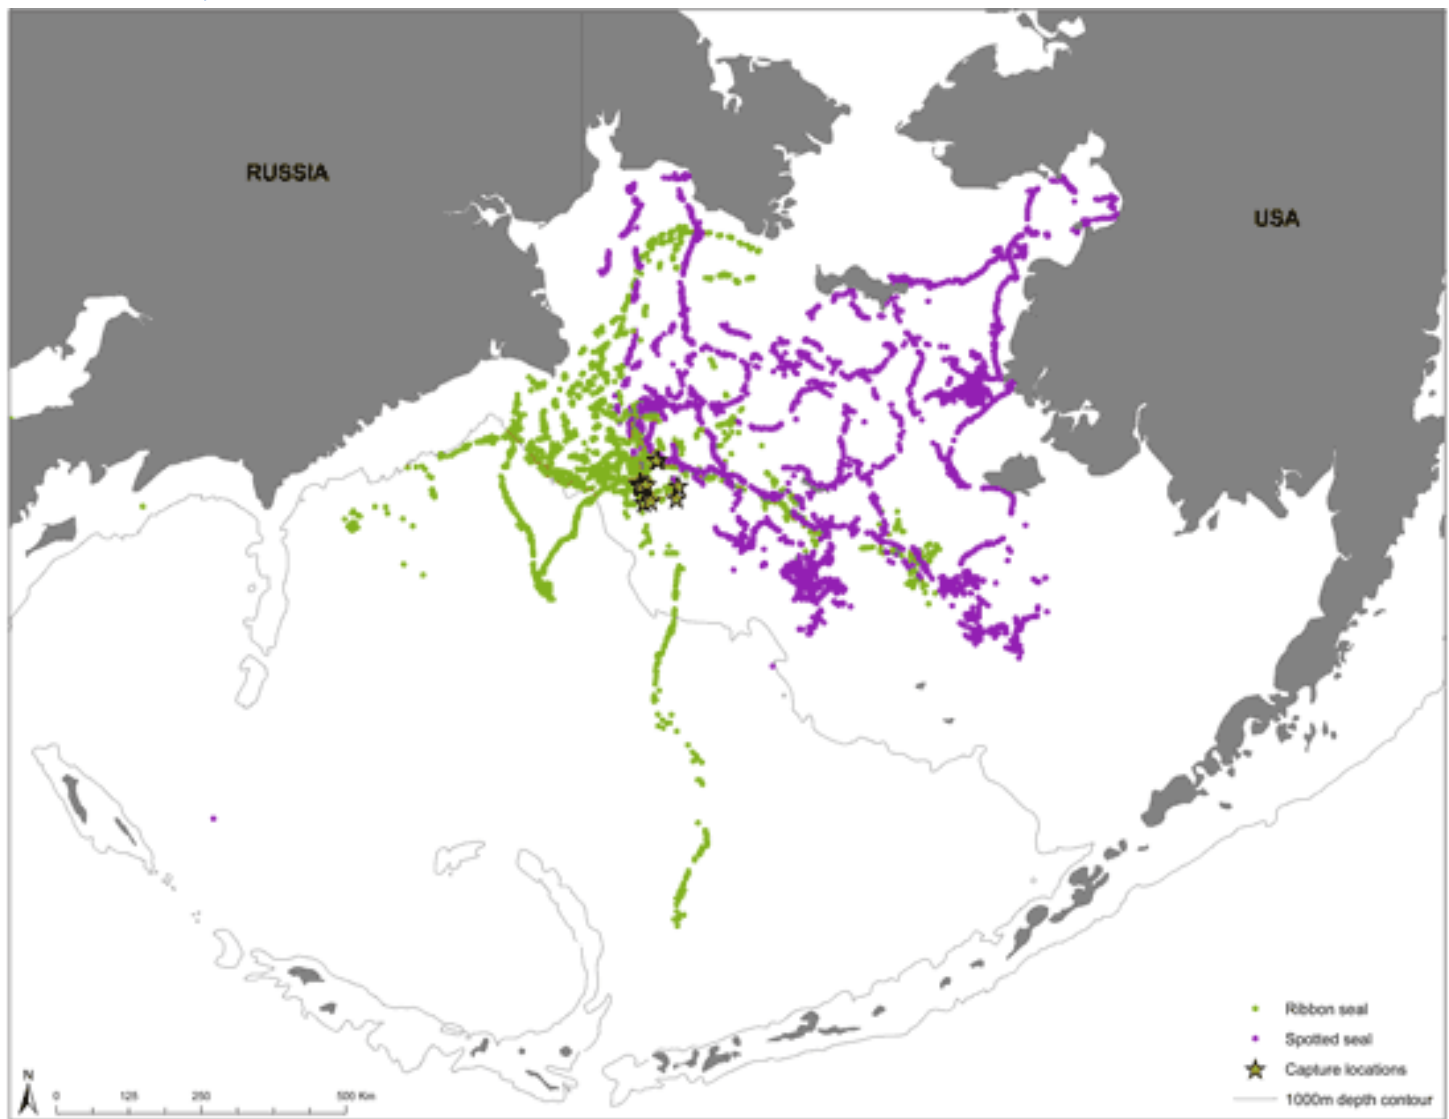 RUSSIA
USA
Ribbon seal
Spotted seal
Capture locations
1000m depth contour
N
0 125 250 500 Km